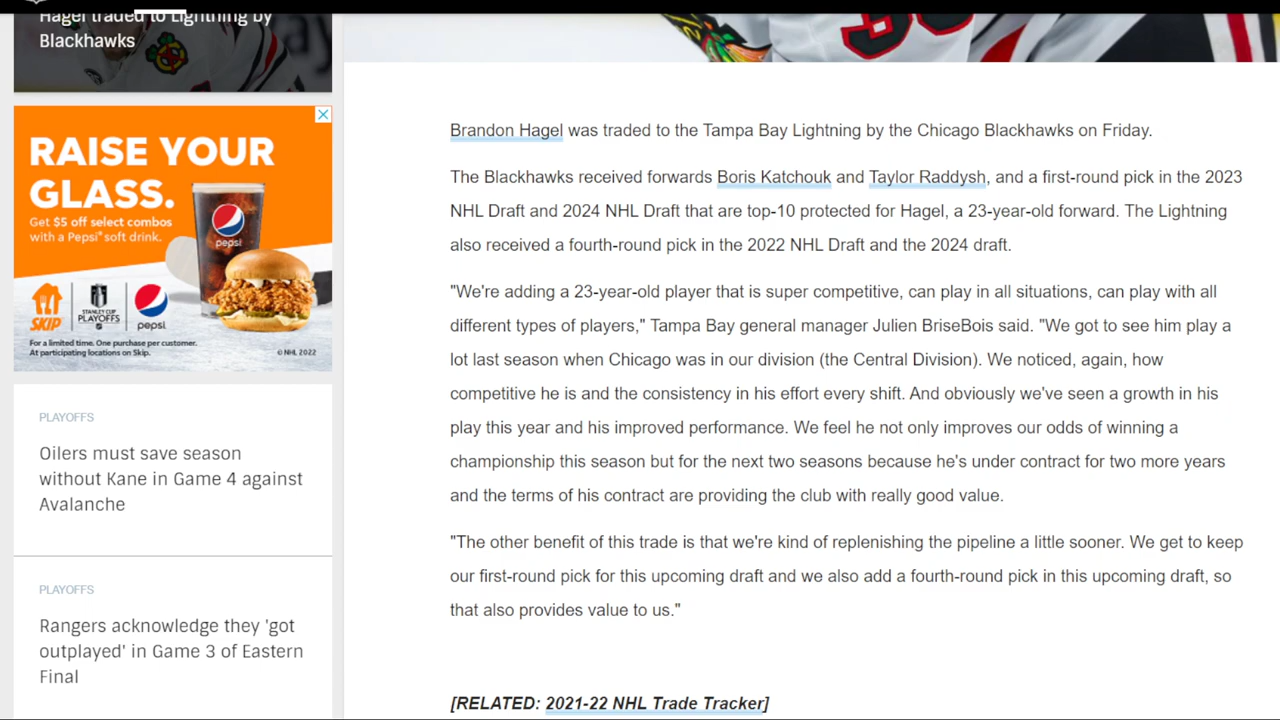 Hagel traded to Lightning by
Blackhawks
RAISE YOUR
GLASS.
Get $5 off select combos
with a Pepsi® soft drink.
pepsi
SKIP
STANLEY CUP
PLAYOFFS
pepsi
For a limited time. One purchase per customer.
At participating locations on Skip.
© NHL 2022
PLAYOFFS
Oilers must save season
without Kane in Game 4 against
Avalanche
PLAYOFFS
Rangers acknowledge they 'got
outplayed' in Game 3 of Eastern
Final
Brandon Hagel was traded to the Tampa Bay Lightning by the Chicago Blackhawks on Friday.
The Blackhawks received forwards Boris Katchouk and Taylor Raddysh, and a first-round pick in the 2023
NHL Draft and 2024 NHL Draft that are top-10 protected for Hagel, a 23-year-old forward. The Lightning
also received a fourth-round pick in the 2022 NHL Draft and the 2024 draft.
"We're adding a 23-year-old player that is super competitive, can play in all situations, can play with all
different types of players," Tampa Bay general manager Julien BriseBois said. "We got to see him play a
lot last season when Chicago was in our division (the Central Division). We noticed, again, how
competitive he is and the consistency in his effort every shift. And obviously we've seen a growth in his
play this year and his improved performance. We feel he not only improves our odds of winning a
championship this season but for the next two seasons because he's under contract for two more years
and the terms of his contract are providing the club with really good value.
"The other benefit of this trade is that we're kind of replenishing the pipeline a little sooner. We get to keep
our first-round pick for this upcoming draft and we also add a fourth-round pick in this upcoming draft, so
that also provides value to us."
[RELATED: 2021-22 NHL Trade Tracker]